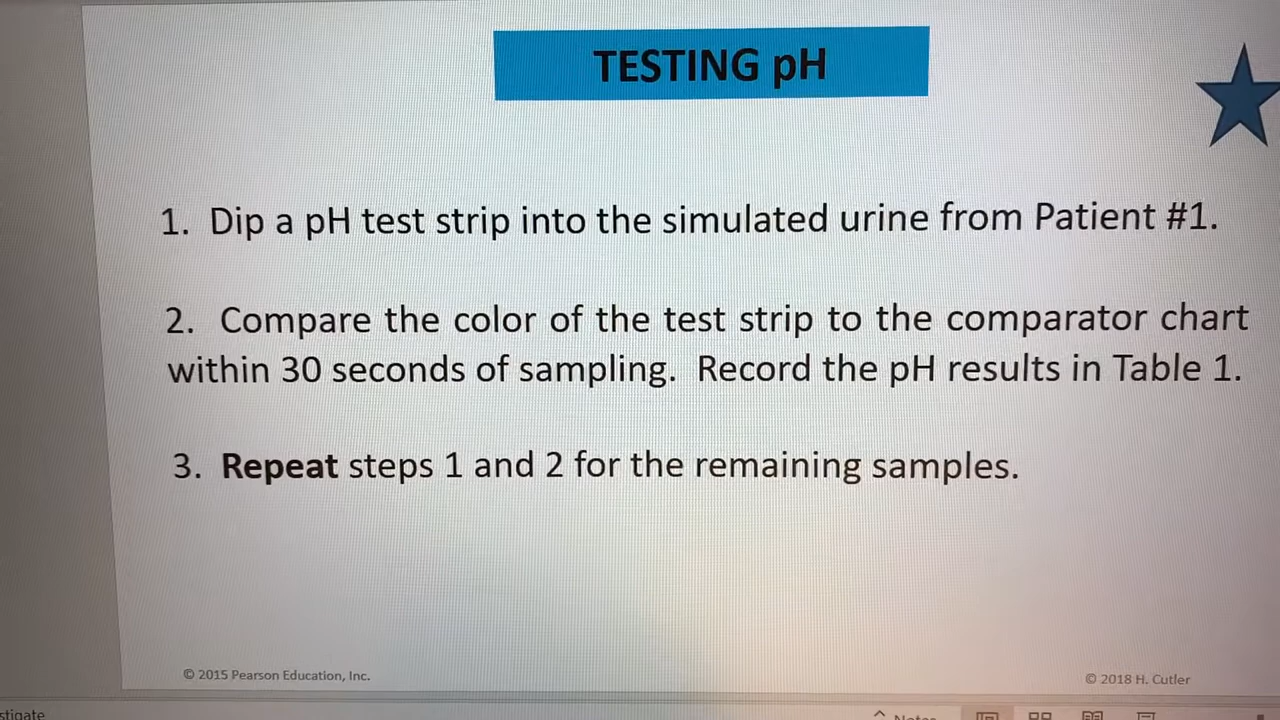 TESTING pH
1. Dip a pH test strip into the simulated urine from Patient #1.
2. Compare the color of the test strip to the comparator chart
within 30 seconds of sampling. Record the pH results in Table 1.
3. Repeat steps 1 and 2 for the remaining samples.
© 2015 Pearson Education, Inc.
© 2018 H. Cutler
stigate